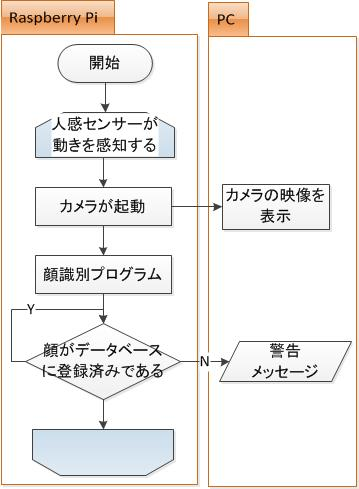 Raspberry Pi
PC
開始
人感センサーが
動きを感知する
カメラが起動
カメラの映像を
表示
顔識別プログラム
Y
顔がデータベース
に登録済みである
N
警告
メッセージ